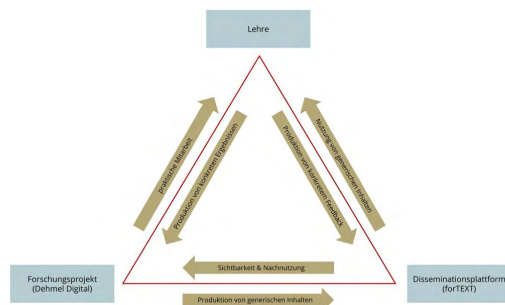 Lehre
praktische Mitarbeit
Produktion von konkreten Ergebnissen
Produktion von konkretem Feedback
Nutzung von generischen Inhalten
Sichtbarkeit & Nachnutzung
Forschungsprojekt
(Dehmel Digital)
Disseminationsplattform
(forTEXT)
Produktion von generischen Inhalten